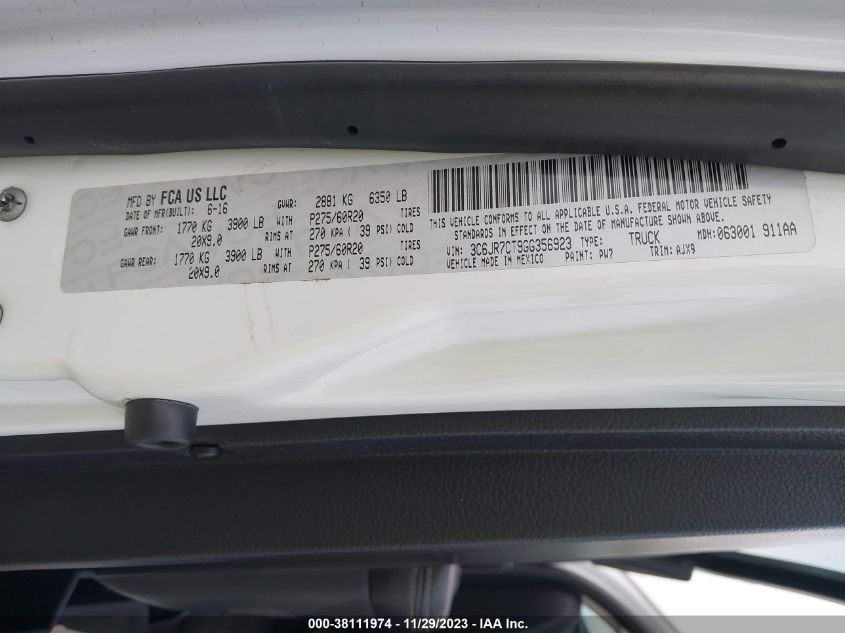 MFD BY FCA US LLC
DATE OF MFR(BUILT): 6-16 GVWR: 2881 KG 6350 LB
GAWR FRONT: 1770 KG 3900 LB WITH P275/60R20 TIRES
20X9.0 RIMS AT 270 KPA ( 39 PSI) COLD
GAWR REAR: 1770 KG 3900 LB WITH P275/60R20 TIRES
20X9.0 RIMS AT 270 KPA ( 39 PSI) COLD
THIS VEHICLE CONFORMS TO ALL APPLICABLE U.S.A. FEDERAL MOTOR VEHICLE SAFETY
STANDARDS IN EFFECT ON THE DATE OF MANUFACTURE SHOWN ABOVE.
VIN: 3C6JR7CT9GG356923 TYPE: TRUCK MDH: 063001 911AA
VEHICLE MADE IN MEXICO PAINT: PW7 TRIM: AJX9
000-38111974 - 11/29/2023 - IAA Inc.